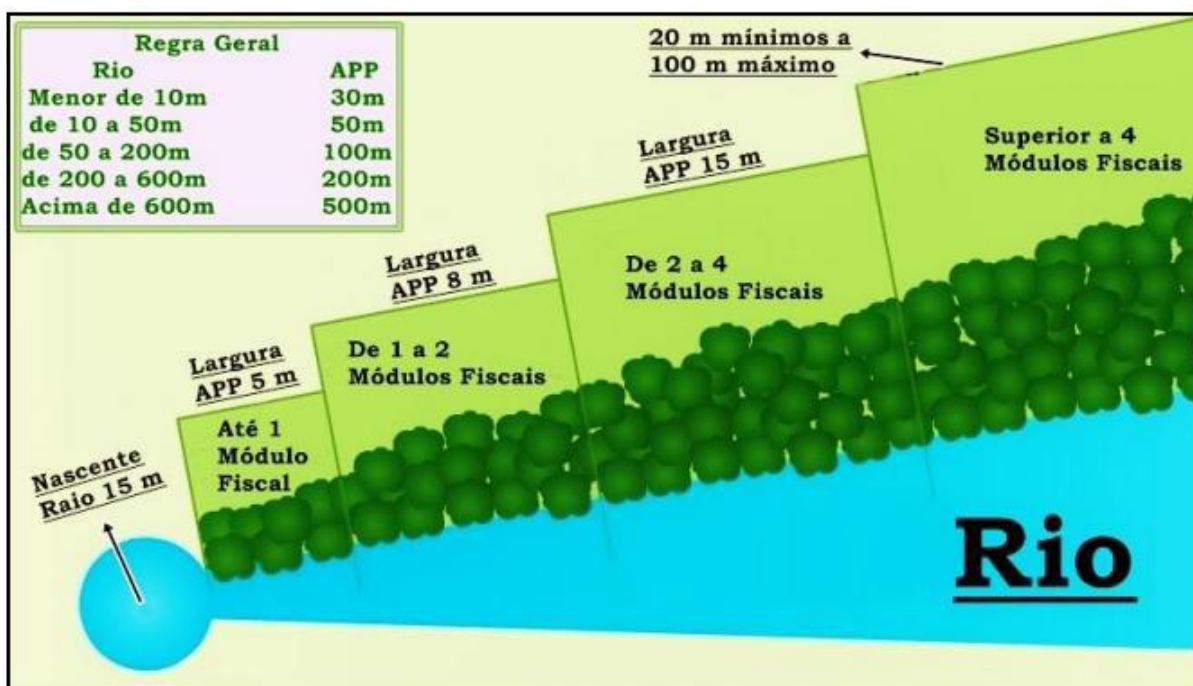 Regra Geral
Rio APP
Menor de 10m 30m
de 10 a 50m 50m
de 50 a 200m 100m
de 200 a 600m 200m
Acima de 600m 500m
20 m mínimos a
100 m máximo
Largura
APP 15 m
Superior a 4
Módulos Fiscais
Largura
APP 8 m
De 2 a 4
Módulos Fiscais
Largura
APP 5 m
De 1 a 2
Módulos Fiscais
Até 1
Módulo
Fiscal
Nascente
Raio 15 m
Rio